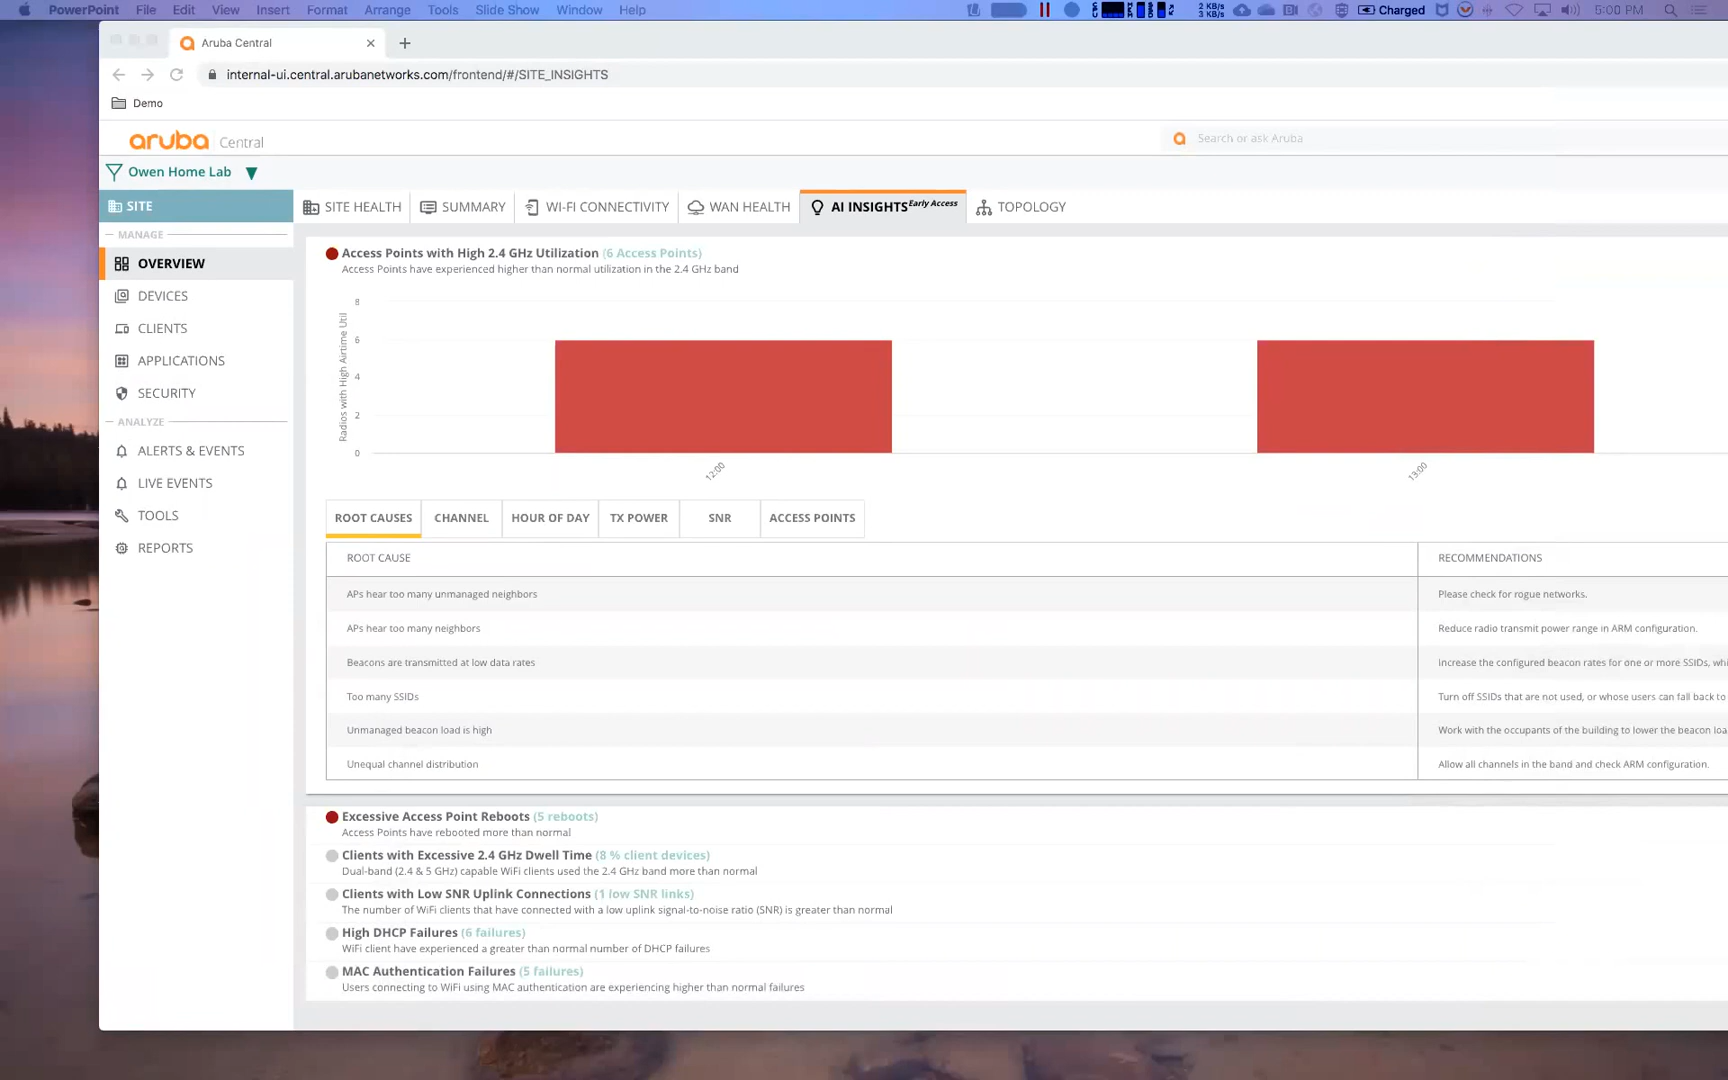 PowerPoint File Edit View Insert Format Arrange Tools Slide Show Window Help 2 KB/s 3 KB/s Charged 5:00 PM
Aruba Central
internal-ui.central.arubanetworks.com/frontend/#/SITE_INSIGHTS
Demo
aruba Central
Search or ask Aruba
Owen Home Lab
SITE
SITE HEALTH SUMMARY WI-FI CONNECTIVITY WAN HEALTH AI INSIGHTS Early Access TOPOLOGY
MANAGE
OVERVIEW
DEVICES
CLIENTS
APPLICATIONS
SECURITY
ANALYZE
ALERTS & EVENTS
LIVE EVENTS
TOOLS
REPORTS
Access Points with High 2.4 GHz Utilization (6 Access Points)
Access Points have experienced higher than normal utilization in the 2.4 GHz band
Radios with High Airtime Util
8
6
4
2
0
12:00 13:00
ROOT CAUSES CHANNEL HOUR OF DAY TX POWER SNR ACCESS POINTS
ROOT CAUSE RECOMMENDATIONS
APs hear too many unmanaged neighbors Please check for rogue networks.
APs hear too many neighbors Reduce radio transmit power range in ARM configuration.
Beacons are transmitted at low data rates Increase the configured beacon rates for one or more SSIDs, whi
Too many SSIDs Turn off SSIDs that are not used, or whose users can fall back to
Unmanaged beacon load is high Work with the occupants of the building to lower the beacon loa
Unequal channel distribution Allow all channels in the band and check ARM configuration.
Excessive Access Point Reboots (5 reboots)
Access Points have rebooted more than normal
Clients with Excessive 2.4 GHz Dwell Time (8 % client devices)
Dual-band (2.4 & 5 GHz) capable WiFi clients used the 2.4 GHz band more than normal
Clients with Low SNR Uplink Connections (1 low SNR links)
The number of WiFi clients that have connected with a low uplink signal-to-noise ratio (SNR) is greater than normal
High DHCP Failures (6 failures)
WiFi client have experienced a greater than normal number of DHCP failures
MAC Authentication Failures (5 failures)
Users connecting to WiFi using MAC authentication are experiencing higher than normal failures